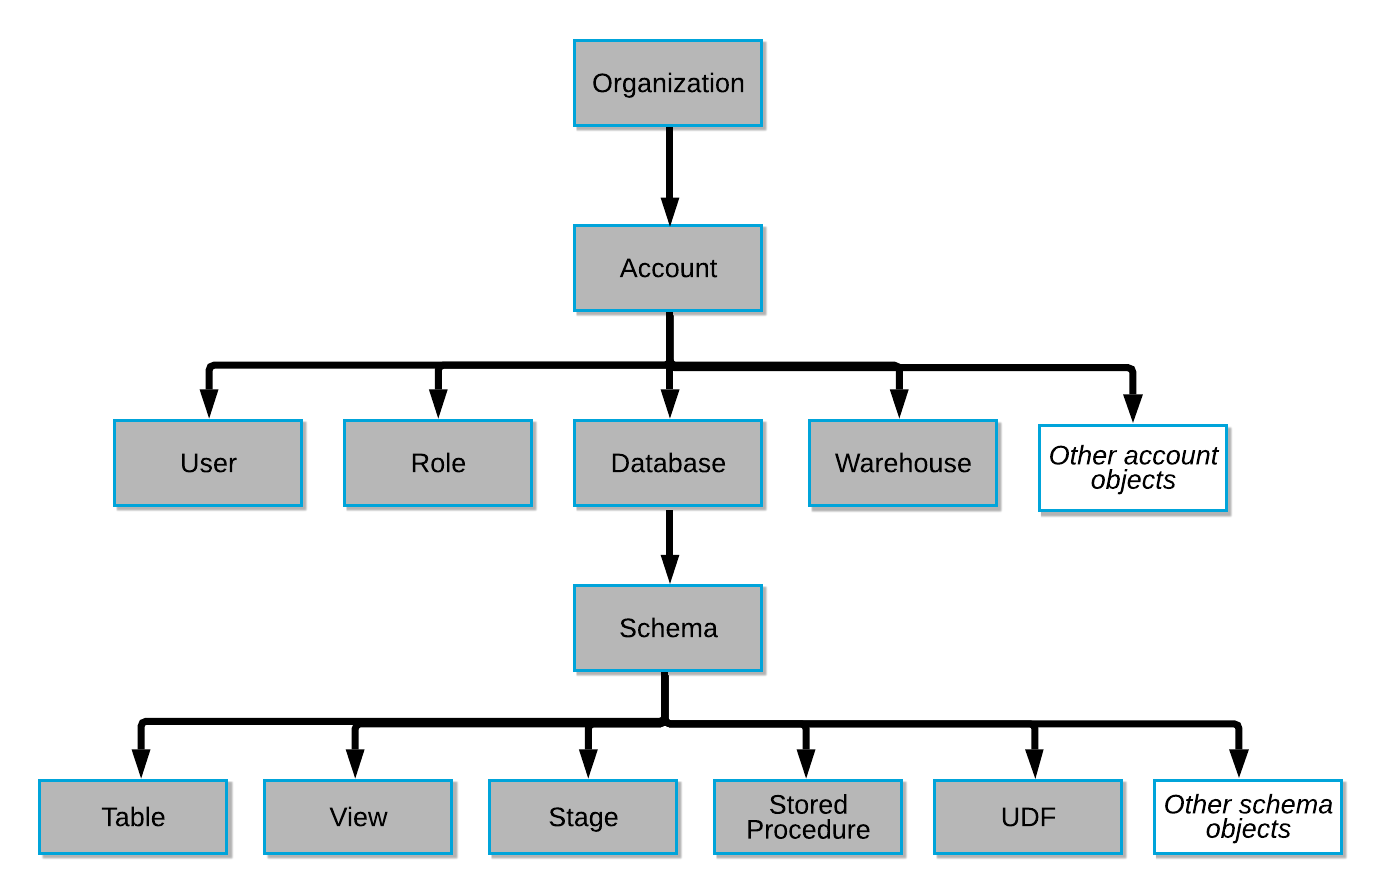 Organization
Account
User
Role
Database
Warehouse
Other account
objects
Schema
Table
View
Stage
Stored
Procedure
UDF
Other schema
objects